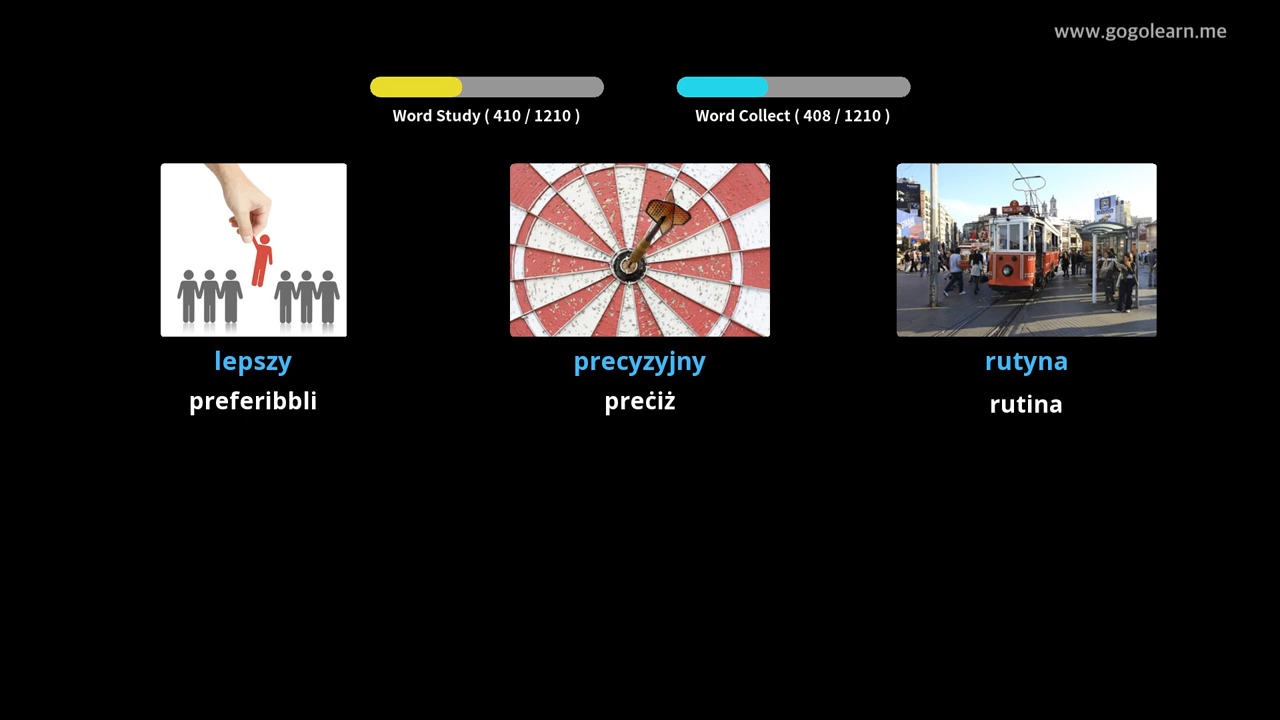 www.gogolearn.me
Word Study ( 410 / 1210 )
Word Collect ( 408 / 1210 )
lepszy
preferibbli
precyzyjny
preċiż
rutyna
rutina